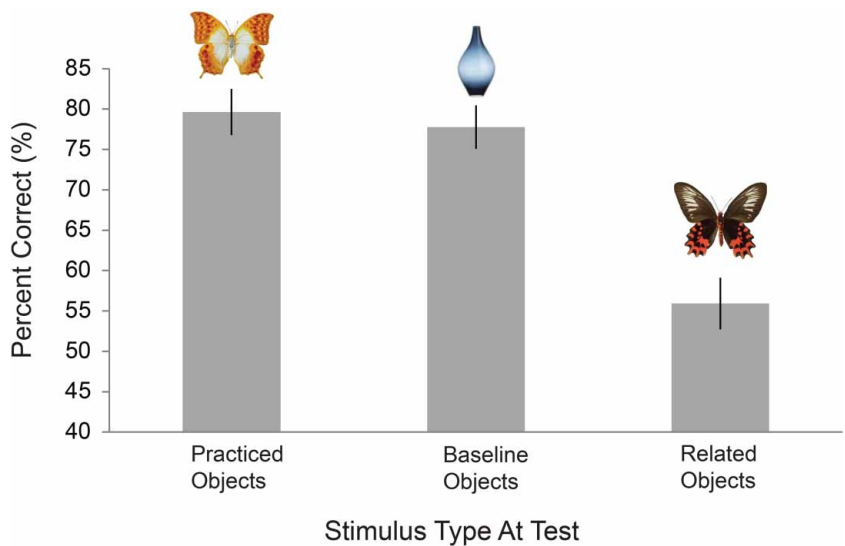 Percent Correct (%)
85
80
75
70
65
60
55
50
45
40
Practiced
Objects
Baseline
Objects
Related
Objects
Stimulus Type At Test